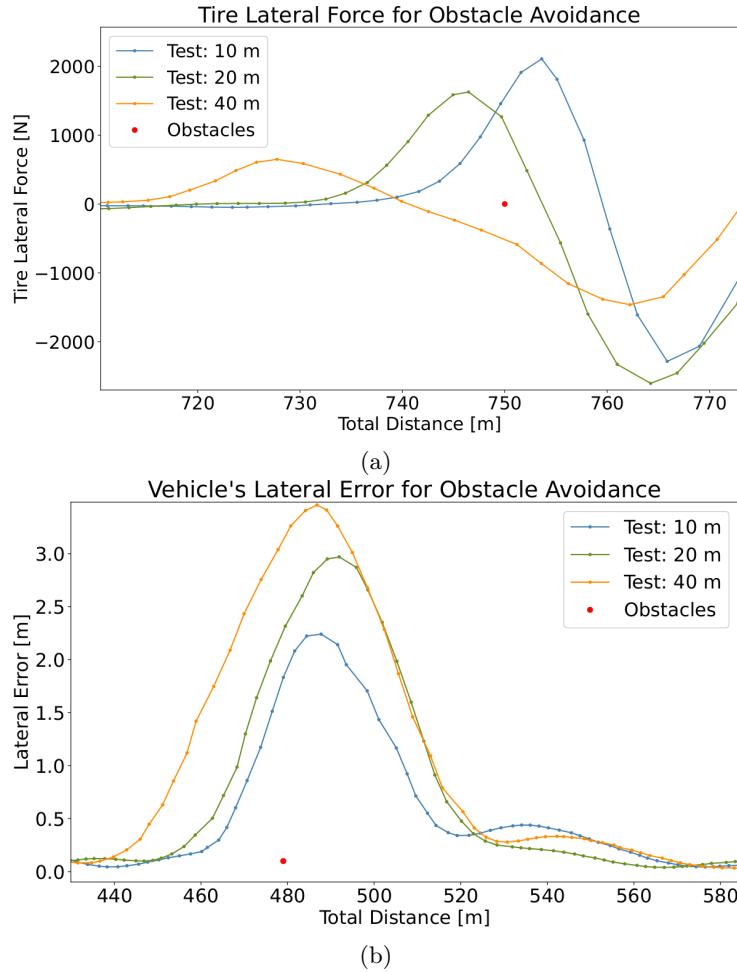 Tire Lateral Force for Obstacle Avoidance
Test: 10 m
Test: 20 m
Test: 40 m
Obstacles
Tire Lateral Force [N]
2000
1000
0
−1000
−2000
720 730 740 750 760 770
Total Distance [m]
(a)
Vehicle's Lateral Error for Obstacle Avoidance
Test: 10 m
Test: 20 m
Test: 40 m
Obstacles
Lateral Error [m]
3.0
2.5
2.0
1.5
1.0
0.5
0.0
440 460 480 500 520 540 560 580
Total Distance [m]
(b)